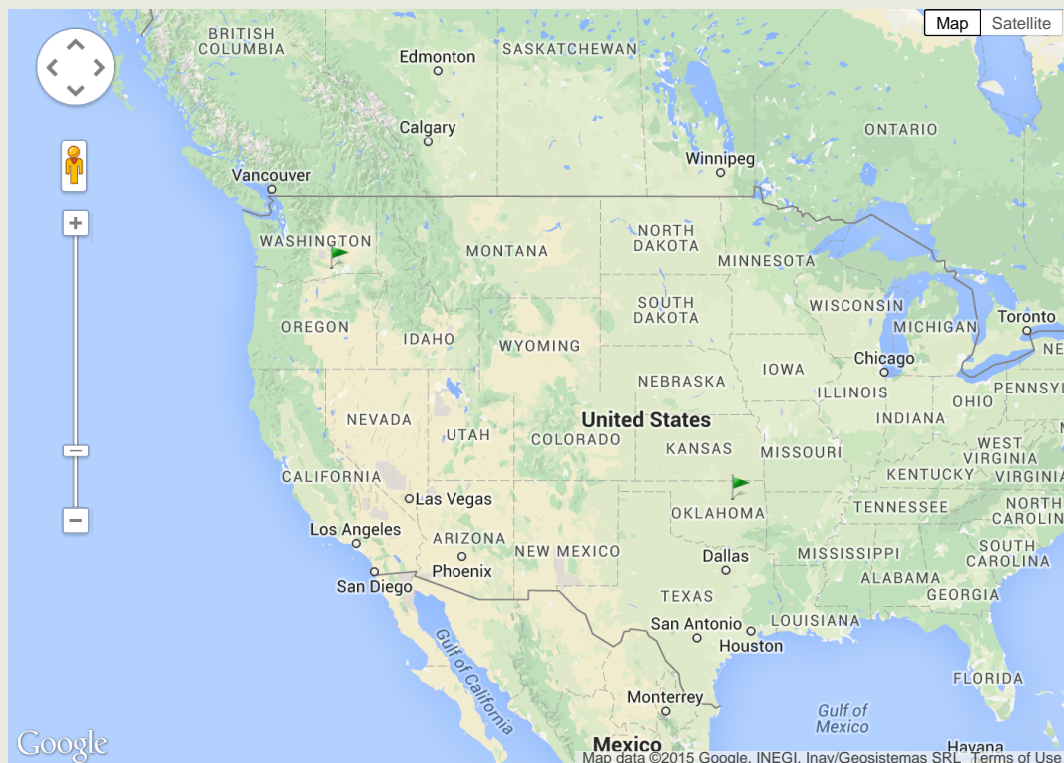 Map Satellite
BRITISH
COLUMBIA
SASKATCHEWAN
Edmonton
Calgary
ONTARIO
Winnipeg
Vancouver
WASHINGTON
MONTANA
NORTH
DAKOTA
MINNESOTA
SOUTH
DAKOTA
WISCONSIN
MICHIGAN
Toronto
OREGON
IDAHO
WYOMING
NE
Chicago
IOWA
NEBRASKA
ILLINOIS
OHIO
PENNSY
NEVADA
United States
INDIANA
UTAH
COLORADO
KANSAS
MISSOURI
WEST
VIRGINIA
KENTUCKY
VIRGINIA
CALIFORNIA
Las Vegas
OKLAHOMA
TENNESSEE
NORTH
CAROLIN
Los Angeles
ARIZONA
NEW MEXICO
Phoenix
Dallas
MISSISSIPPI
SOUTH
CAROLINA
San Diego
ALABAMA
GEORGIA
TEXAS
San Antonio
LOUISIANA
Houston
Gulf of California
FLORIDA
Monterrey
Gulf of
Mexico
Google
Mexico
Havana
Map data ©2015 Google, INEGI, Inav/Geosistemas SRL Terms of Use